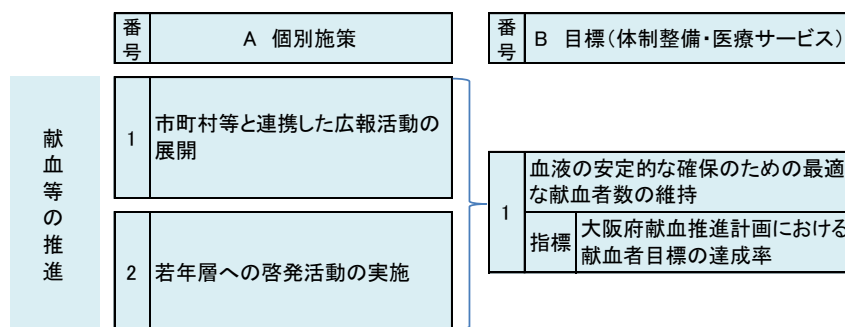 番号
A 個別施策
番号
B 目標(体制整備・医療サービス)
献血等の推進
1
市町村等と連携した広報活動の
展開
2
若年層への啓発活動の実施
1
血液の安定的な確保のための最適
な献血者数の維持
指標
大阪府献血推進計画における
献血者目標の達成率